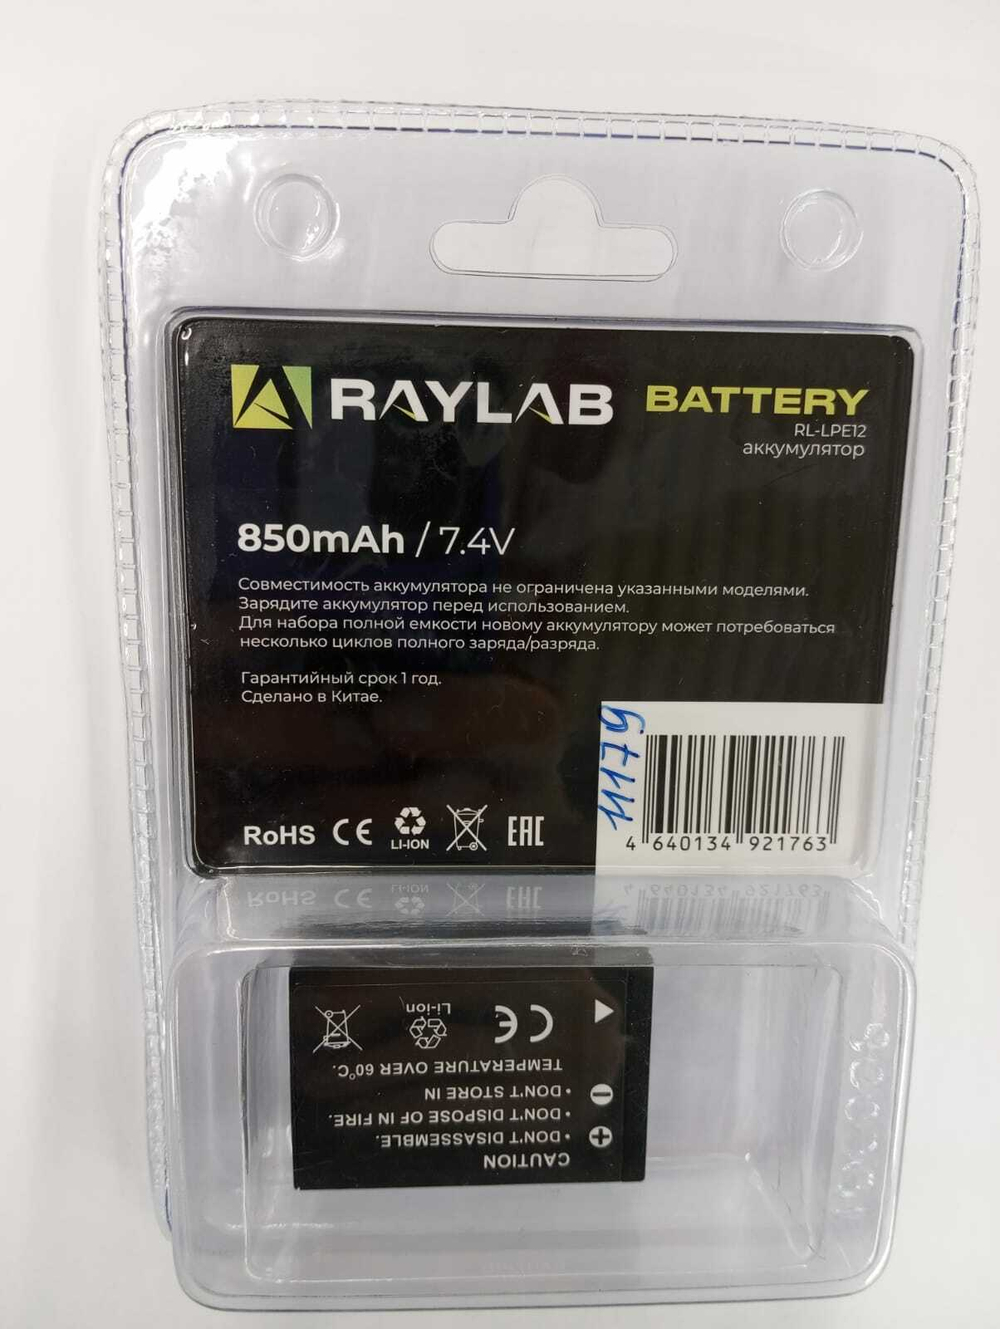 RAYLAB BATTERY
RL-LPE12
аккумулятор
850mAh / 7.4V
Совместимость аккумулятора не ограничена указанными моделями.
Зарядите аккумулятор перед использованием.
Для набора полной емкости новому аккумулятору может потребоваться
несколько циклов полного заряда/разряда.
Гарантийный срок 1 год.
Сделано в Китае.
11179
RoHS CE LI-ION EAC
4 640134 921763
CAUTION
• DON'T DISASSEMBLE.
• DON'T DISPOSE OF IN FIRE.
• DON'T STORE IN
TEMPERATURE OVER 60°C.
Li-ion CE